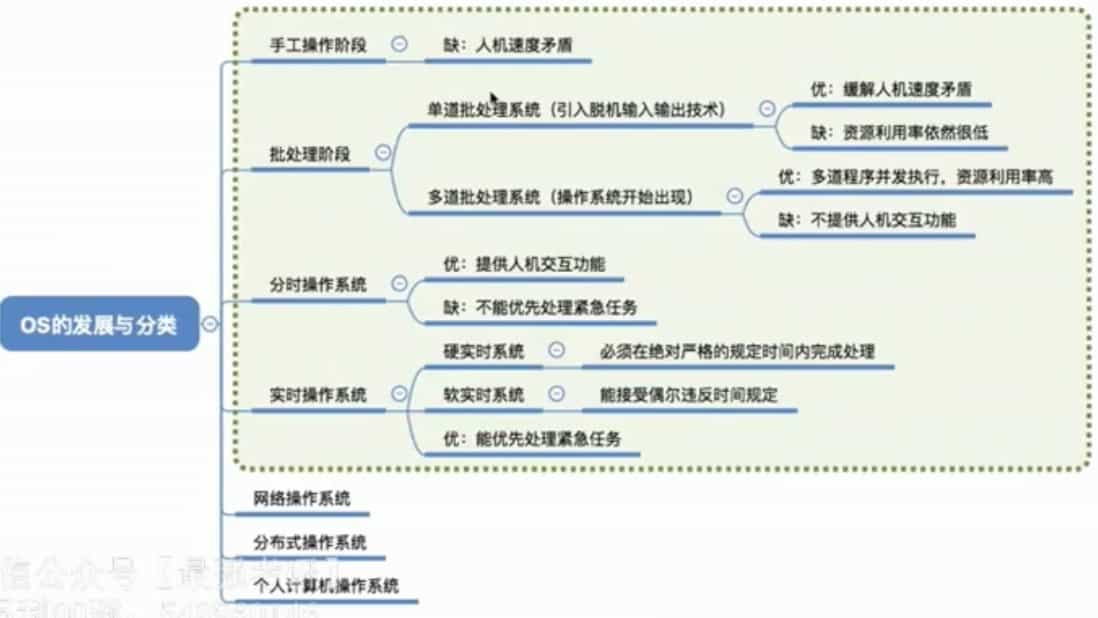 手工操作阶段
缺：人机速度矛盾
批处理阶段
单道批处理系统（引入脱机输入输出技术）
优：缓解人机速度矛盾
缺：资源利用率依然很低
多道批处理系统（操作系统开始出现）
优：多道程序并发执行，资源利用率高
缺：不提供人机交互功能
分时操作系统
优：提供人机交互功能
缺：不能优先处理紧急任务
OS的发展与分类
实时操作系统
硬实时系统
必须在绝对严格的规定时间内完成处理
软实时系统
能接受偶尔违反时间规定
优：能优先处理紧急任务
网络操作系统
分布式操作系统
信公众号
个人计算机操作系统